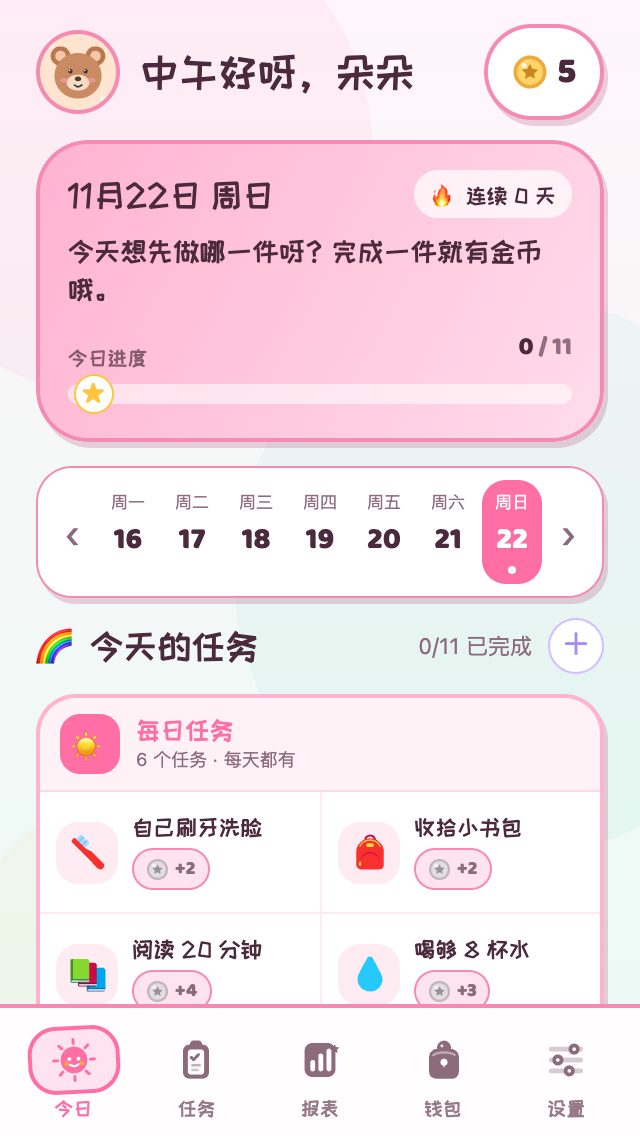 中午好呀，朵朵
5
11月22日 周日
连续 0 天
今天想先做哪一件呀？完成一件就有金币
哦。
今日进度
0 / 11
周一 周二 周三 周四 周五 周六 周日
‹ 16 17 18 19 20 21 22 ›
今天的任务
0/11 已完成
+
每日任务
6 个任务 · 每天都有
自己刷牙洗脸
+2
收拾小书包
+2
阅读 20 分钟
+4
喝够 8 杯水
+3
今日 任务 报表 钱包 设置